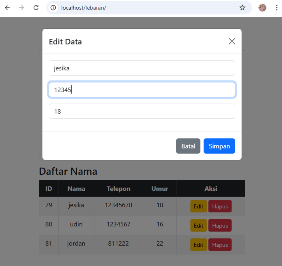 localhost/lebaran/
Edit Data
jesika
12345
18
Batal
Simpan
Daftar Nama
ID Nama Telepon Umur Aksi
79 jesika 12345678 18 Edit Hapus
80 udin 1234567 16 Edit Hapus
81 jordan 811222 22 Edit Hapus